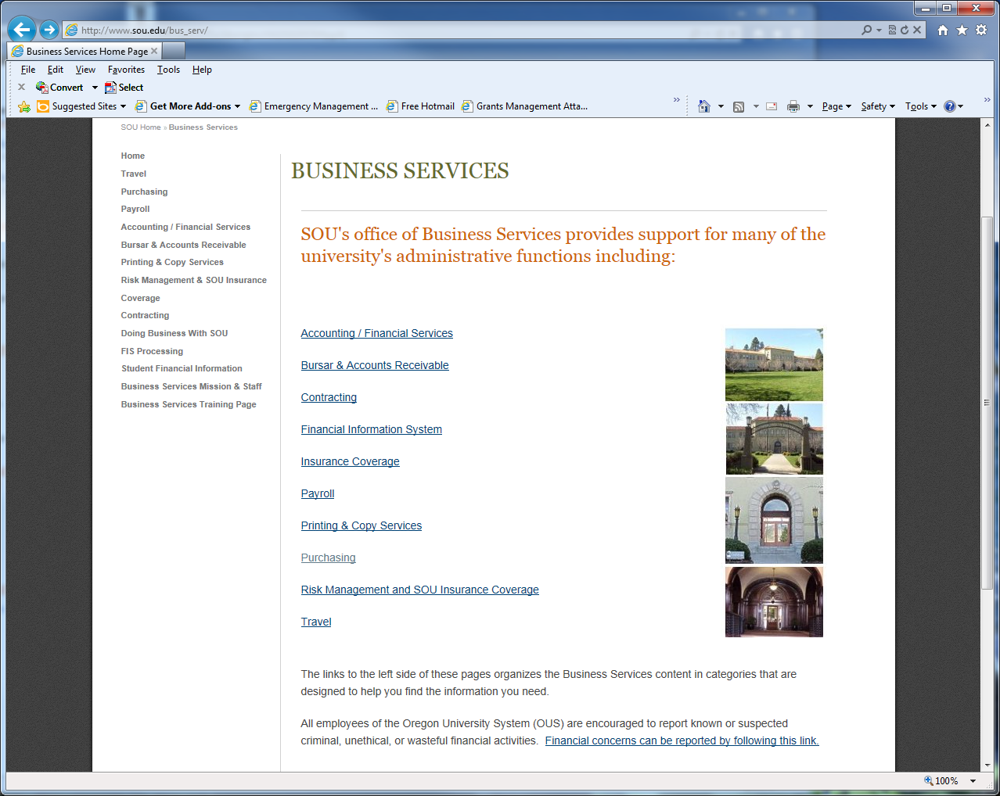 http://www.sou.edu/bus_serv/
Business Services Home Page
File Edit View Favorites Tools Help
Convert Select
Suggested Sites Get More Add-ons Emergency Management ... Free Hotmail Grants Management Atta... Page Safety Tools
SOU Home » Business Services
Home
Travel
Purchasing
Payroll
Accounting / Financial Services
Bursar & Accounts Receivable
Printing & Copy Services
Risk Management & SOU Insurance
Coverage
Contracting
Doing Business With SOU
FIS Processing
Student Financial Information
Business Services Mission & Staff
Business Services Training Page
BUSINESS SERVICES
SOU's office of Business Services provides support for many of the
university's administrative functions including:
Accounting / Financial Services
Bursar & Accounts Receivable
Contracting
Financial Information System
Insurance Coverage
Payroll
Printing & Copy Services
Purchasing
Risk Management and SOU Insurance Coverage
Travel
The links to the left side of these pages organizes the Business Services content in categories that are
designed to help you find the information you need.
All employees of the Oregon University System (OUS) are encouraged to report known or suspected
criminal, unethical, or wasteful financial activities. Financial concerns can be reported by following this link.
100%